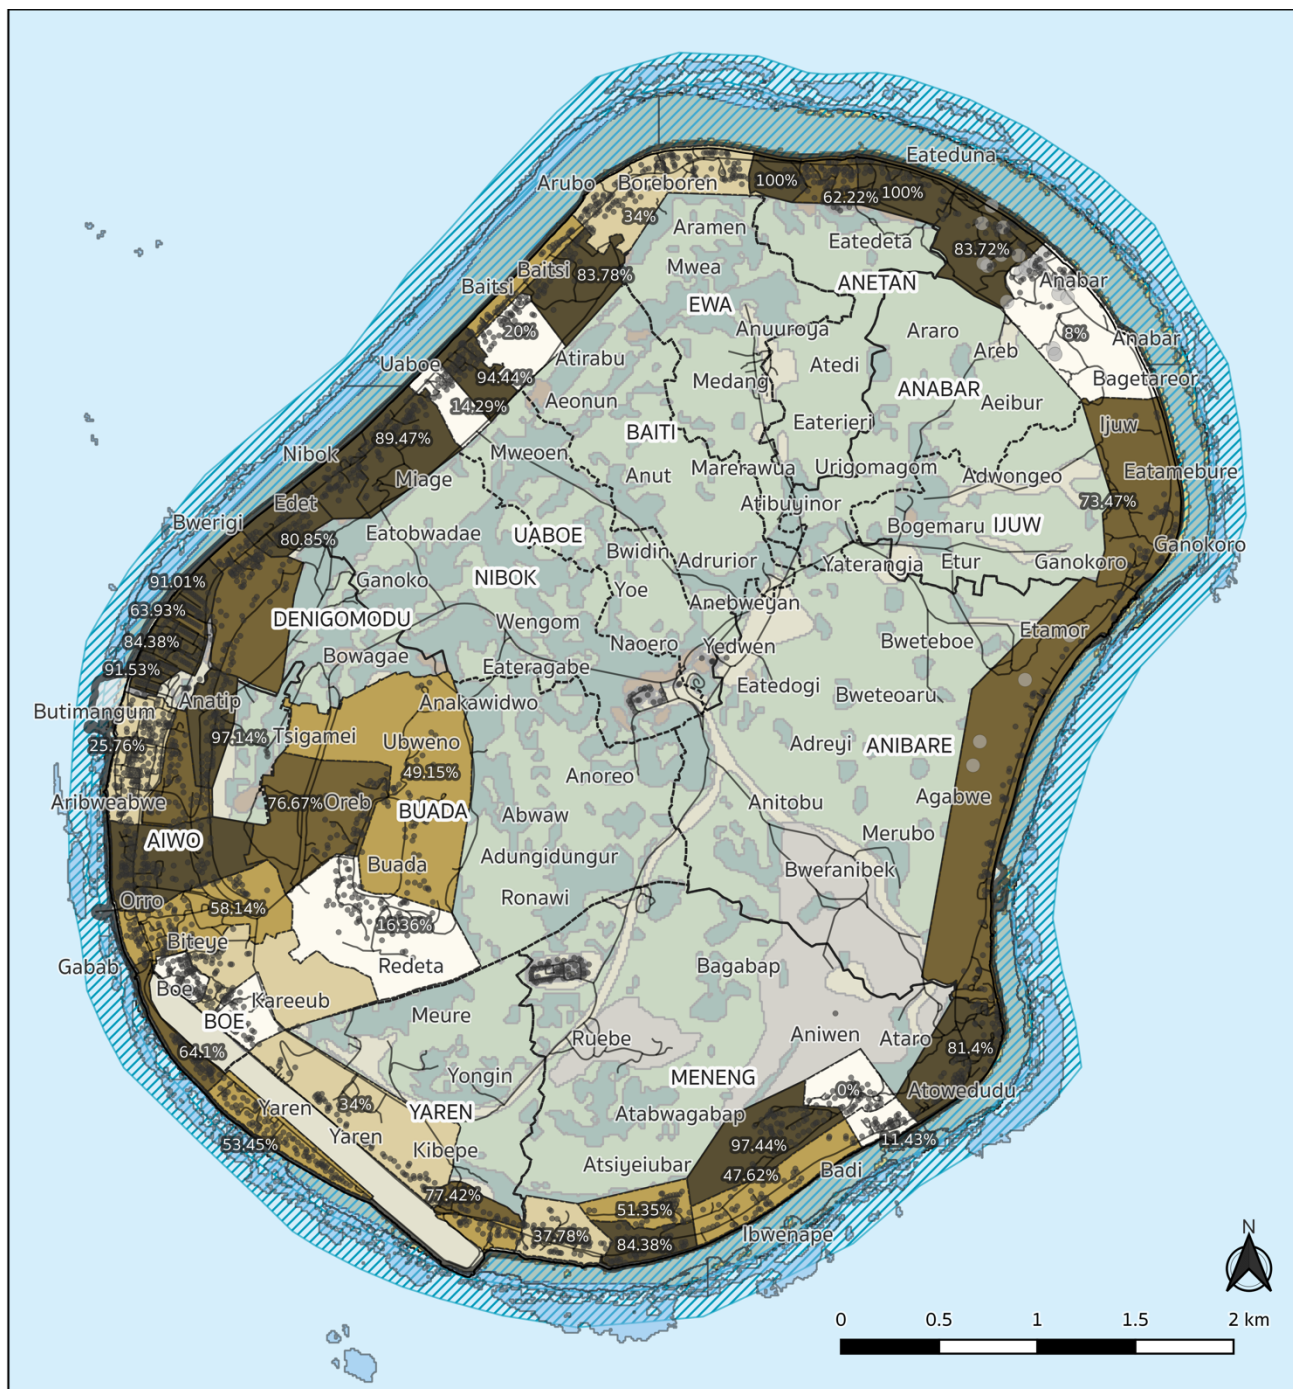 Eateduna
Arubo
Boreboren
100%
62.22%
100%
34%
Aramen
Eatedeta
83.72%
Baitsi
Baitsi
83.78%
Mwea
ANETAN
Anabar
EWA
20%
Anuuroya
Araro
8%
Anabar
Uaboe
Atirabu
Atedi
Areb
94.44%
Medang
ANABAR
Bagetareor
14.29%
Aeonun
Aeibur
89.47%
BAITI
Eaterieri
Ijuw
Nibok
Mweoen
Miage
Anut
Marerawua
Urigomagom
Adwongeo
Eatamebure
Edet
Atibuyinor
73.47%
Bwerigi
80.85%
Eatobwadae
UABOE
Bogemaru
IJUW
Bwidin
Adrurior
Ganokoro
91.01%
Ganoko
NIBOK
Yoe
Yaterangia
Etur
Ganokoro
63.93%
DENIGOMODU
Wengom
Anebweyan
84.38%
Bowagae
Naoero
Yedwen
Bweteboe
Etamor
91.53%
Eateragabe
Eatedogi
Bweteoaru
Butimangum
Anatip
Anakawidwo
25.76%
97.14%
Tsigamei
Ubweno
Adreyi
ANIBARE
49.15%
Anoreo
Aribweabwe
76.67%
Oreb
BUADA
Abwaw
Anitobu
Agabwe
AIWO
Merubo
Buada
Adungidungur
Bweranibek
Orro
58.14%
Ronawi
16.36%
Biteye
Gabab
Redeta
Bagabap
Boe
Kareeub
BOE
Meure
Aniwen
Ataro
64.1%
Ruebe
81.4%
Yongin
MENENG
0%
Atowedudu
Yaren
34%
YAREN
Atabwagabap
53.45%
Yaren
Kibepe
97.44%
11.43%
Atsiyeiubar
47.62%
Badi
77.42%
51.35%
37.78%
84.38%
Ibwenape
N
0 0.5 1 1.5 2 km